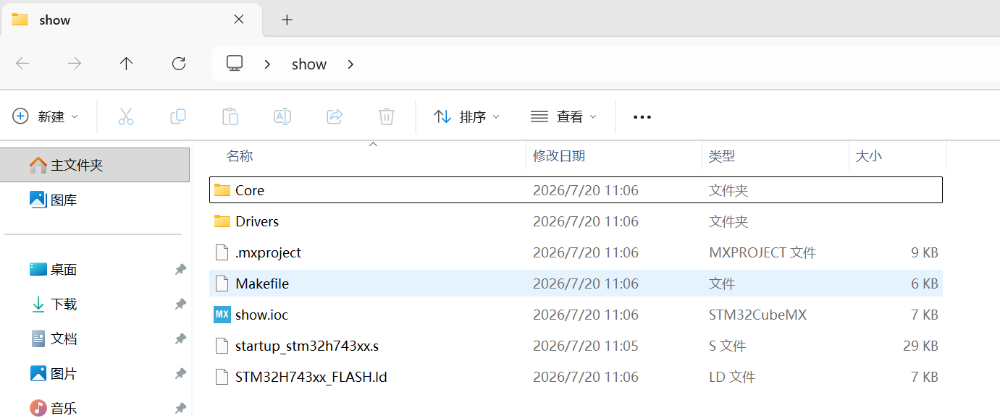 show
show
新建
A
排序
查看
主文件夹
图库
桌面
下载
文档
图片
音乐
名称 修改日期 类型 大小
Core 2026/7/20 11:06 文件夹
Drivers 2026/7/20 11:06 文件夹
.mxproject 2026/7/20 11:06 MXPROJECT 文件 9 KB
Makefile 2026/7/20 11:06 文件 6 KB
MX show.ioc 2026/7/20 11:06 STM32CubeMX 7 KB
startup_stm32h743xx.s 2026/7/20 11:05 S 文件 29 KB
STM32H743xx_FLASH.ld 2026/7/20 11:06 LD 文件 7 KB